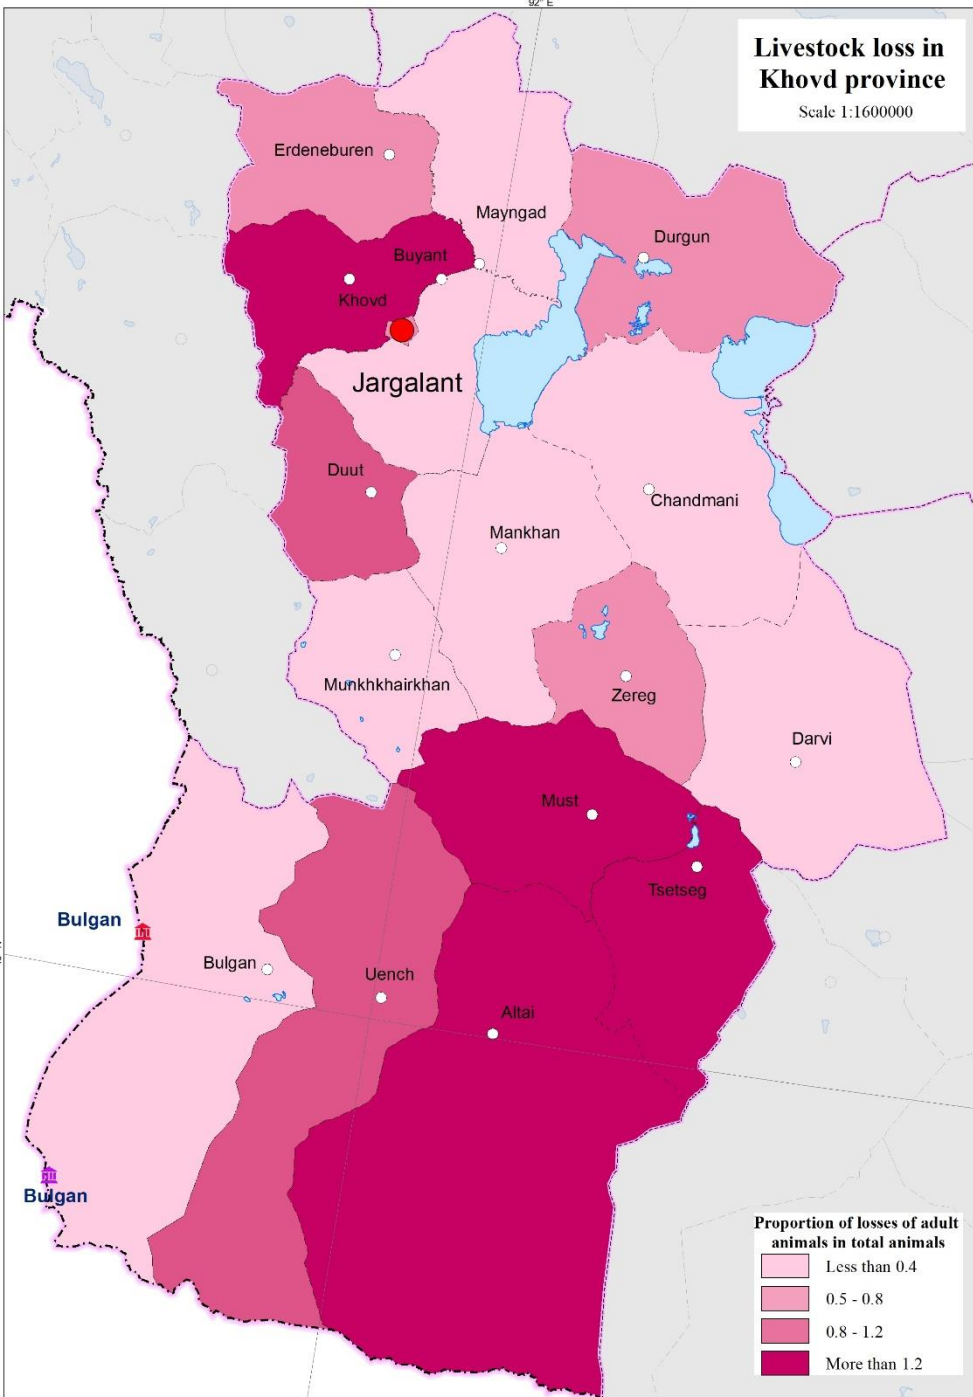 92° E
Livestock loss in
Khovd province
Scale 1:1600000
Erdeneburen
Mayngad
Durgun
Buyant
Khovd
Jargalant
Duut
Chandmani
Mankhan
Munkhkhairkhan
Zereg
Darvi
Must
Tsetseg
Bulgan
Bulgan
Uench
Altai
Bulgan
Proportion of losses of adult
animals in total animals
Less than 0.4
0.5 - 0.8
0.8 - 1.2
More than 1.2